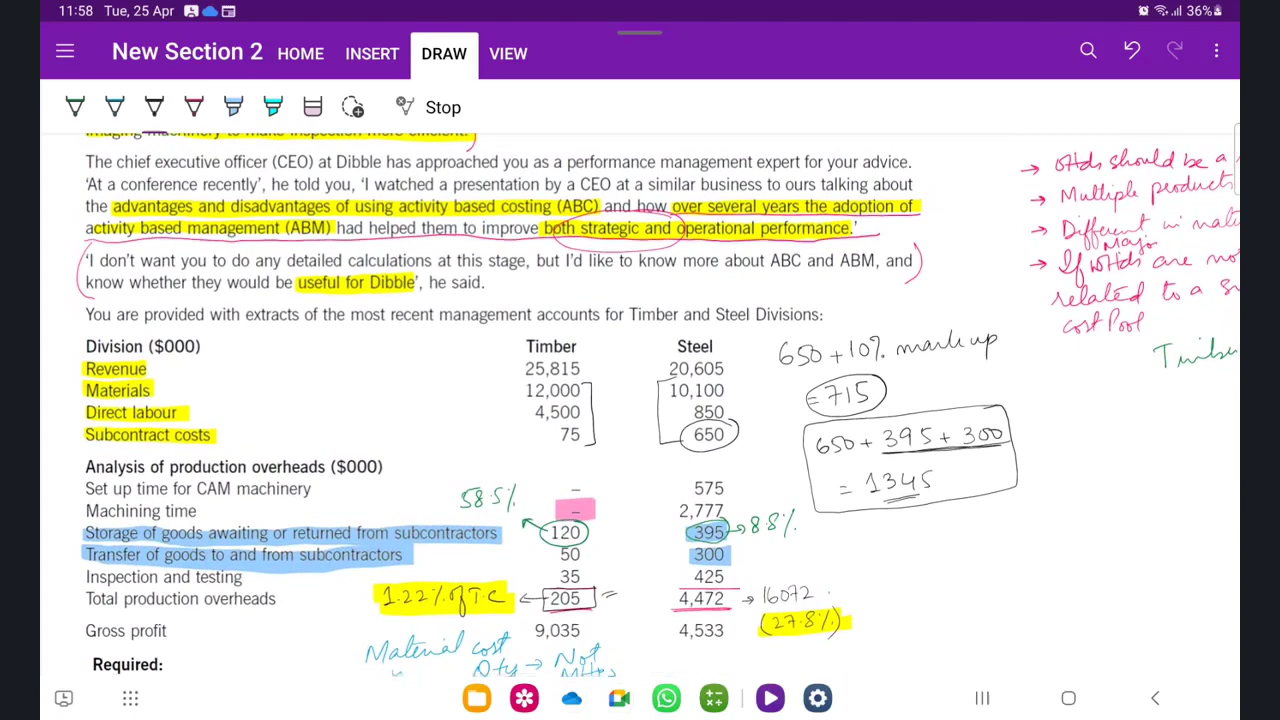 11:58 Tue, 25 Apr 36%
New Section 2 HOME INSERT DRAW VIEW
Stop
imaging machinery to make inspection more efficient.
The chief executive officer (CEO) at Dibble has approached you as a performance management expert for your advice.
‘At a conference recently’, he told you, ‘I watched a presentation by a CEO at a similar business to ours talking about
the advantages and disadvantages of using activity based costing (ABC) and how over several years the adoption of
activity based management (ABM) had helped them to improve both strategic and operational performance.’
‘I don’t want you to do any detailed calculations at this stage, but I’d like to know more about ABC and ABM, and
know whether they would be useful for Dibble’, he said.
You are provided with extracts of the most recent management accounts for Timber and Steel Divisions:
Division ($000) Timber Steel
Revenue 25,815 20,605
Materials 12,000 10,100
Direct labour 4,500 850
Subcontract costs 75 650
Analysis of production overheads ($000)
Set up time for CAM machinery – 575
Machining time – 2,777
Storage of goods awaiting or returned from subcontractors 120 395
Transfer of goods to and from subcontractors 50 300
Inspection and testing 35 425
Total production overheads 205 4,472
Gross profit 9,035 4,533
Required:
58.5%
8.8%
1.22% of T.C
=
16072
(27.8%)
650 + 10% mark up
= 715
650 + 395 + 300
= 1345
→ OHds should be a
→ Multiple products
→ Different in
Major
→ If OHds are
related to a
cost Pool
Material cost
Qty → Not